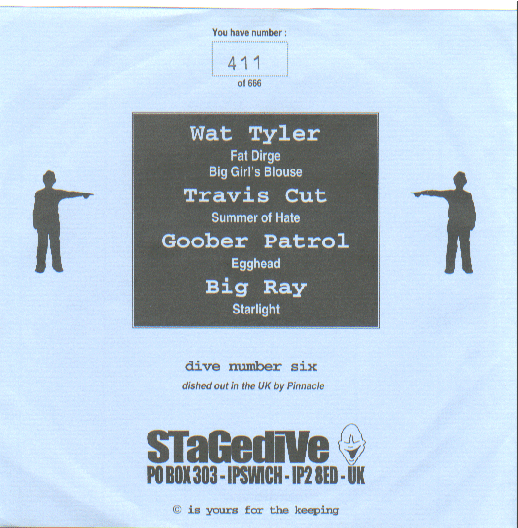 You have number :
411
of 666
Wat Tyler
Fat Dirge
Big Girl's Blouse
Travis Cut
Summer of Hate
Goober Patrol
Egghead
Big Ray
Starlight
dive number six
dished out in the UK by Pinnacle
STaGediVe
PO BOX 303 - IPSWICH - IP2 8ED - UK
© is yours for the keeping